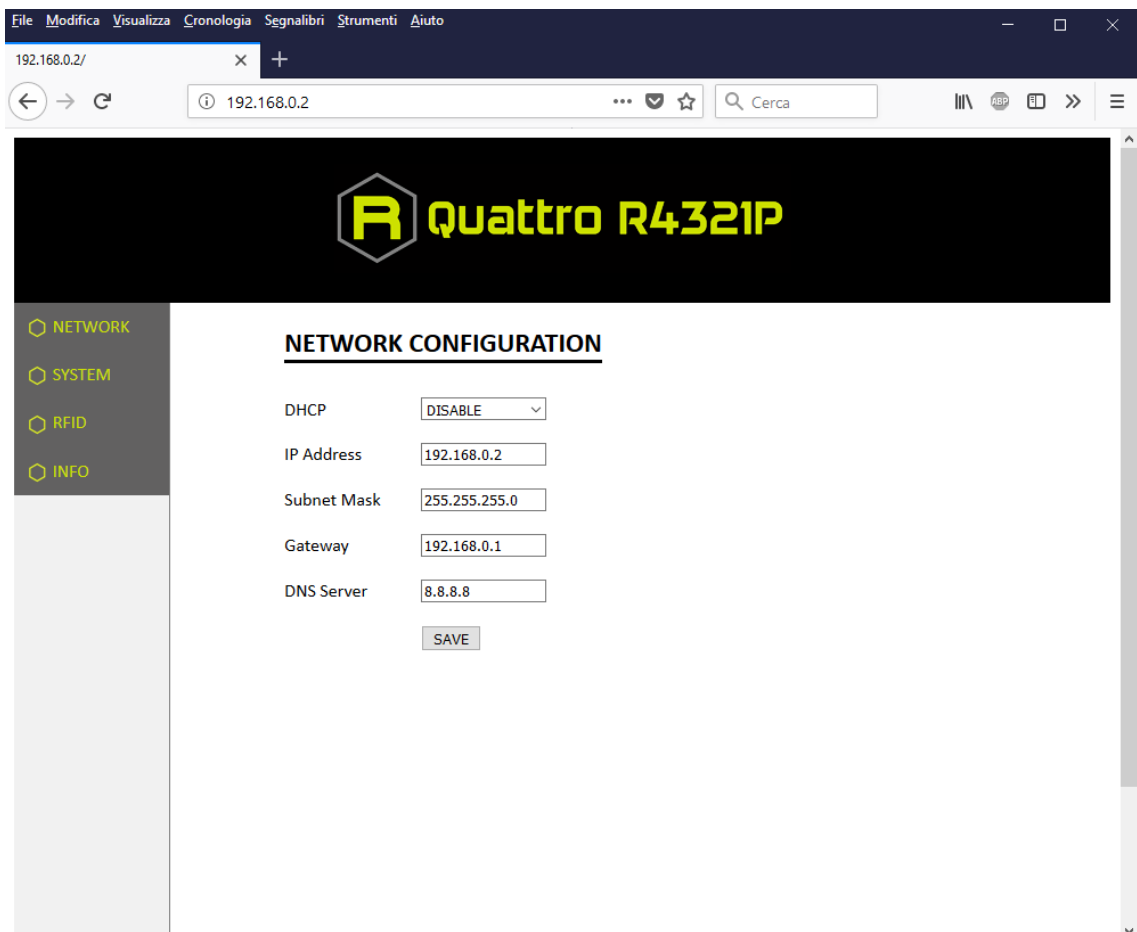 File Modifica Visualizza Cronologia Segnalibri Strumenti Aiuto
192.168.0.2/
192.168.0.2
Cerca
ABP
R Quattro R4321P
NETWORK
SYSTEM
RFID
INFO
NETWORK CONFIGURATION
DHCP DISABLE
IP Address 192.168.0.2
Subnet Mask 255.255.255.0
Gateway 192.168.0.1
DNS Server 8.8.8.8
SAVE